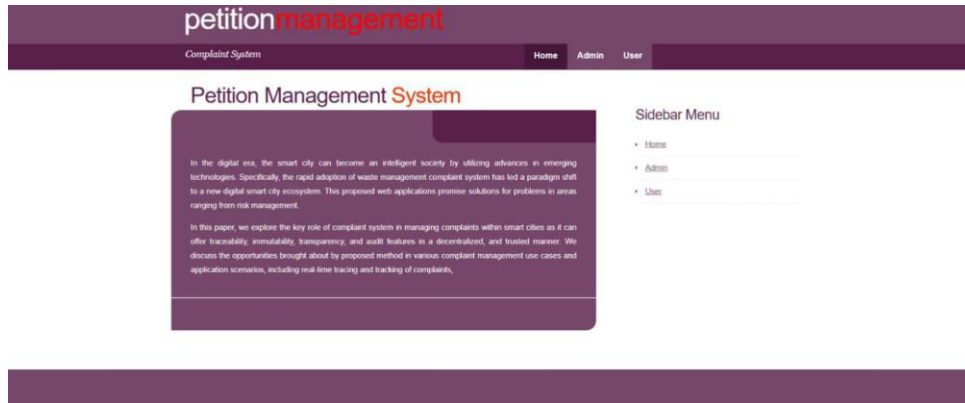 petitionmanagement
Complaint System
Home Admin User
Petition Management System
In the digital era, the smart city can become an intelligent society by utilizing advances in emerging
technologies. Specifically, the rapid adoption of waste management complaint system has led a paradigm shift
to a new digital smart city ecosystem. This proposed web applications promise solutions for problems in areas
ranging from risk management.
In this paper, we explore the key role of complaint system in managing complaints within smart cities as it can
offer traceability, immutability, transparency, and audit features in a decentralized, and trusted manner. We
discuss the opportunities brought about by proposed method in various complaint management use cases and
application scenarios, including real-time tracing and tracking of complaints,
Sidebar Menu
Home
Admin
User